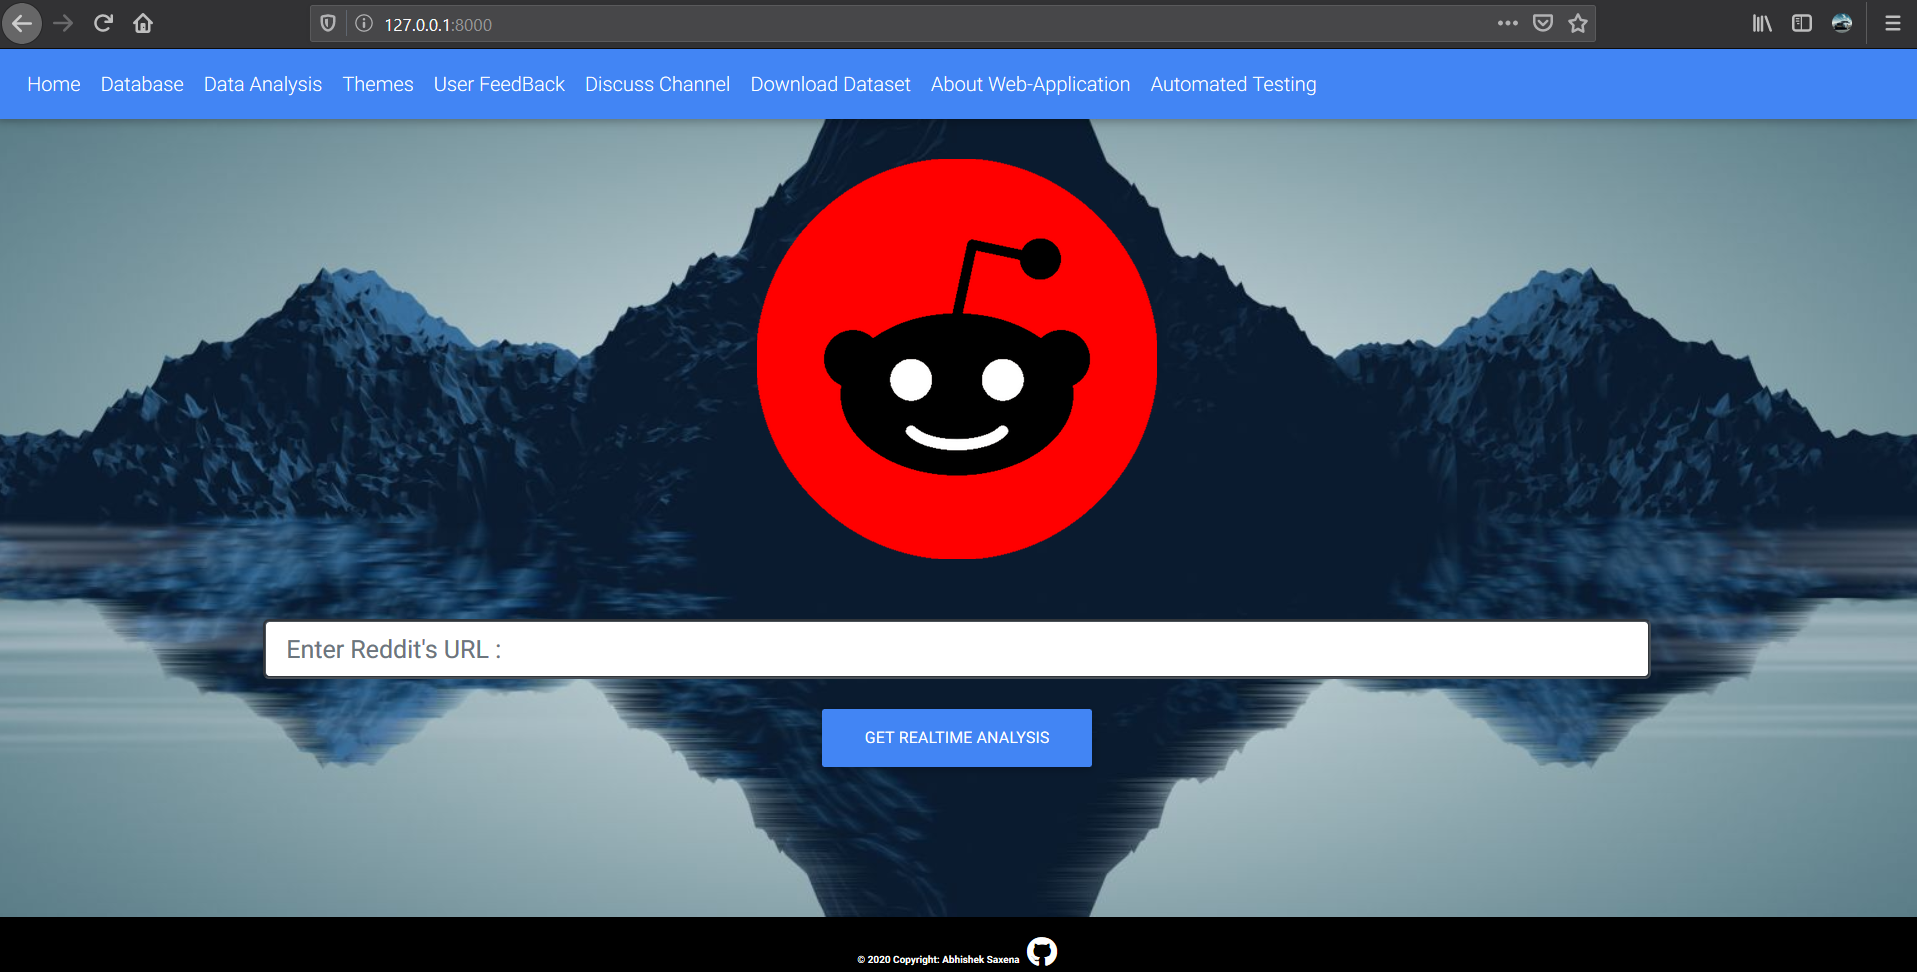 127.0.0.1:8000
Home Database Data Analysis Themes User FeedBack Discuss Channel Download Dataset About Web-Application Automated Testing
Enter Reddit's URL :
GET REALTIME ANALYSIS
© 2020 Copyright: Abhishek Saxena